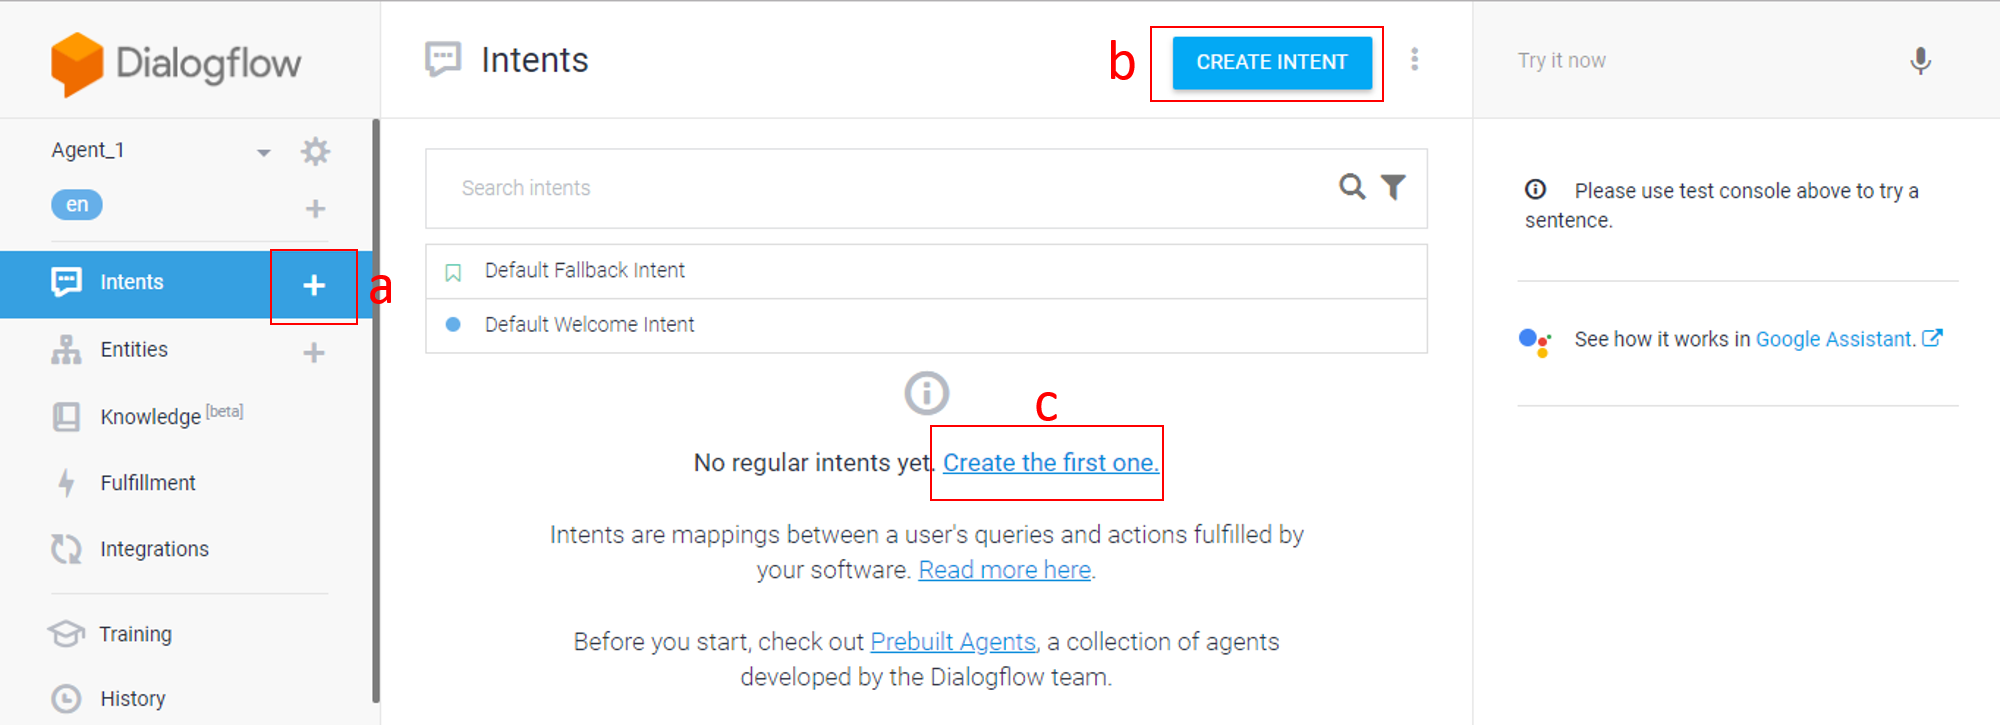 Dialogflow
Agent_1
en
Intents
a
Entities
Knowledge [beta]
Fulfillment
Integrations
Training
History
Intents
b
CREATE INTENT
Search intents
Default Fallback Intent
Default Welcome Intent
c
No regular intents yet. Create the first one.
Intents are mappings between a user's queries and actions fulfilled by
your software. Read more here.
Before you start, check out Prebuilt Agents, a collection of agents
developed by the Dialogflow team.
Try it now
Please use test console above to try a
sentence.
See how it works in Google Assistant.